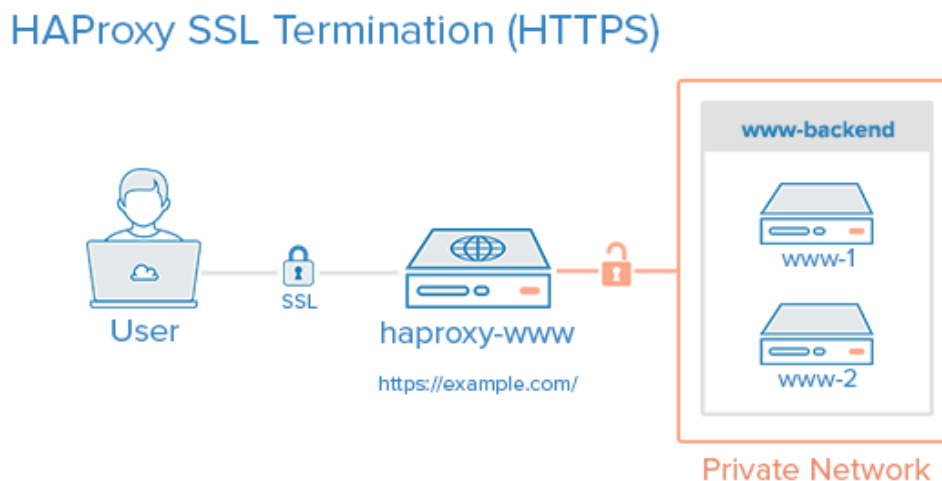 HAProxy SSL Termination (HTTPS)
www-backend
www-1
www-2
SSL
User
haproxy-www
https://example.com/
Private Network